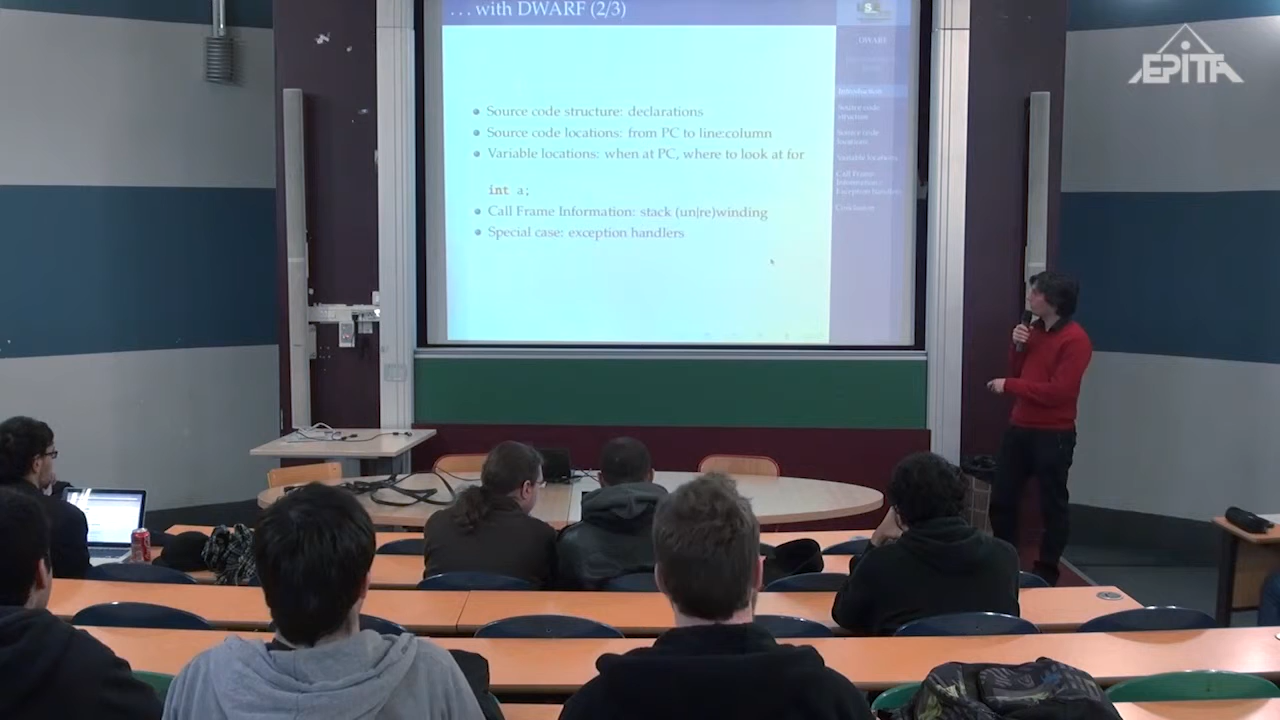 . . . with DWARF (2/3)
Source code structure: declarations
Source code locations: from PC to line:column
Variable locations: when at PC, where to look at for
int a;
Call Frame Information: stack (un|re)winding
Special case: exception handlers
DWARF
Introduction
Source code
structure
Source code
locations
Variable locations
Call Frame
Information /
Exception handlers
Conclusion
EPITA